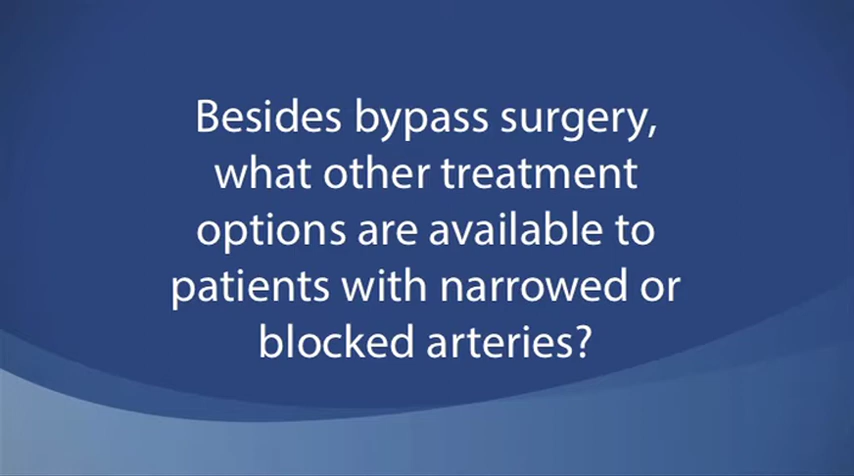 Besides bypass surgery,
what other treatment
options are available to
patients with narrowed or
blocked arteries?